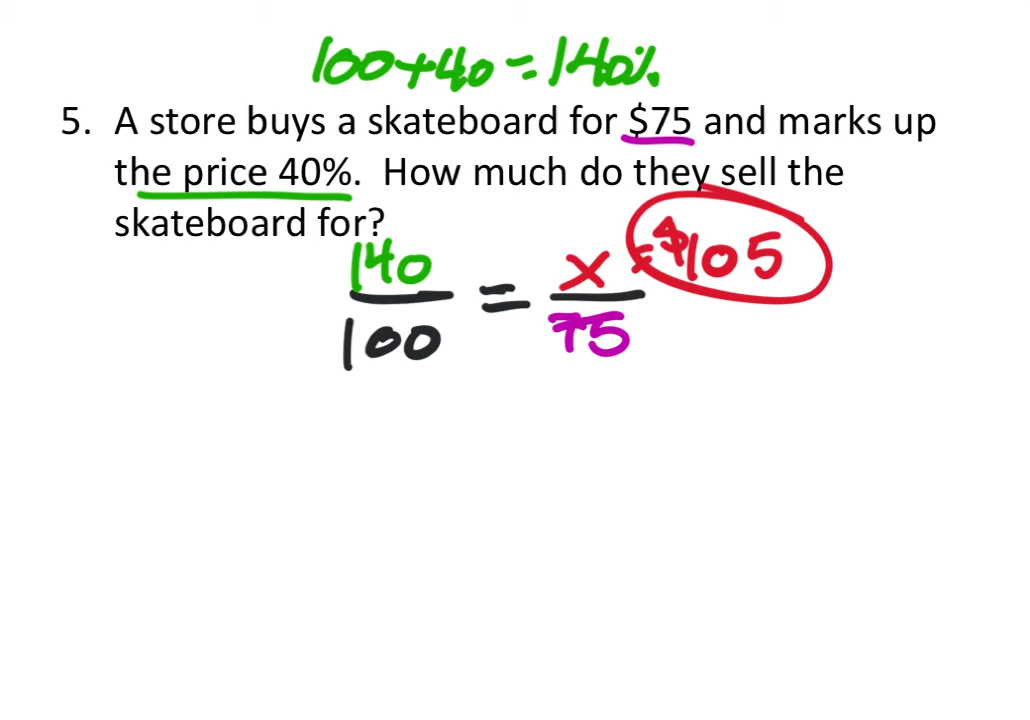 100+40=140%
5. A store buys a skateboard for $75 and marks up
the price 40%. How much do they sell the
skateboard for?
140/100 = x/75 = $105